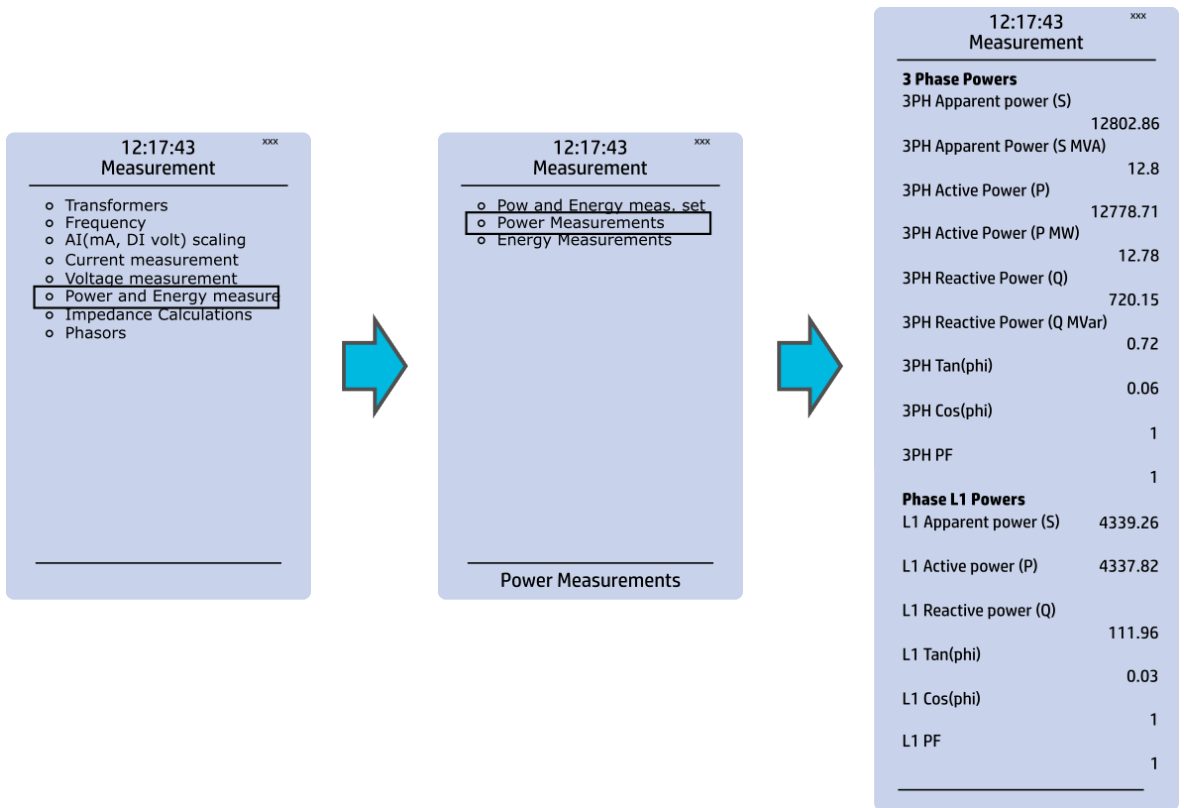 12:17:43 xxx
Measurement
Transformers
Frequency
AI(mA, DI volt) scaling
Current measurement
Voltage measurement
Power and Energy measure
Impedance Calculations
Phasors
12:17:43 xxx
Measurement
Pow and Energy meas. set
Power Measurements
Energy Measurements
Power Measurements
12:17:43 xxx
Measurement
3 Phase Powers
3PH Apparent power (S)
12802.86
3PH Apparent Power (S MVA)
12.8
3PH Active Power (P)
12778.71
3PH Active Power (P MW)
12.78
3PH Reactive Power (Q)
720.15
3PH Reactive Power (Q MVar)
0.72
3PH Tan(phi)
0.06
3PH Cos(phi)
1
3PH PF
1
Phase L1 Powers
L1 Apparent power (S) 4339.26
L1 Active power (P) 4337.82
L1 Reactive power (Q)
111.96
L1 Tan(phi)
0.03
L1 Cos(phi)
1
L1 PF
1